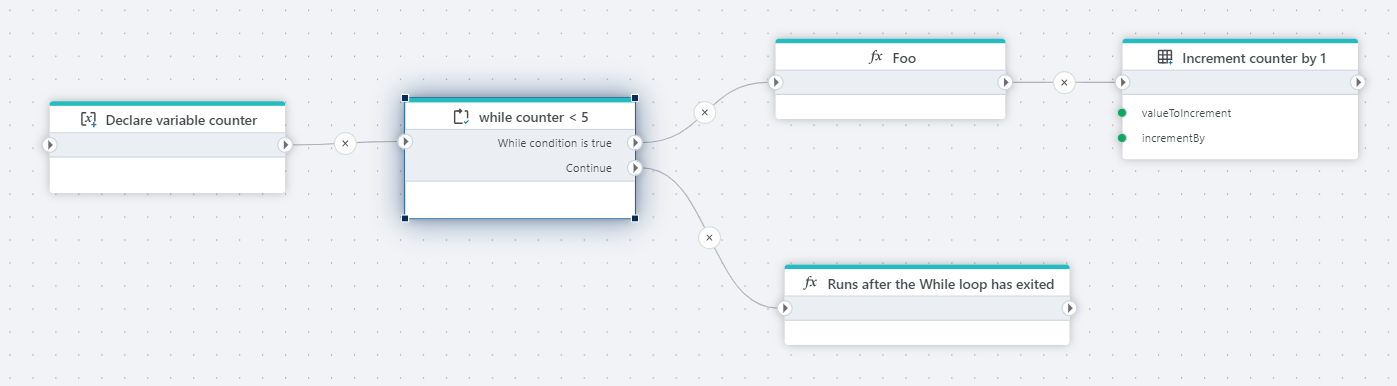 Declare variable counter
while counter < 5
While condition is true
Continue
fx Foo
Increment counter by 1
valueToIncrement
incrementBy
fx Runs after the While loop has exited